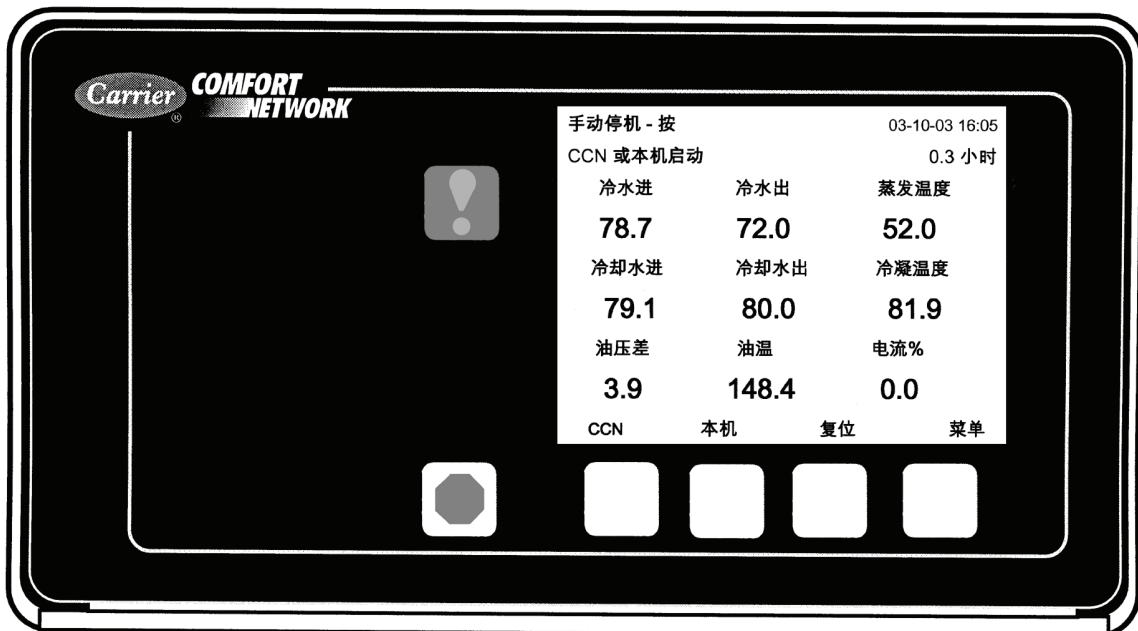 Carrier
®
COMFORT
NETWORK
手动停机 - 按 03-10-03 16:05
CCN 或本机启动 0.3 小时
冷水进 冷水出 蒸发温度
78.7 72.0 52.0
冷却水进 冷却水出 冷凝温度
79.1 80.0 81.9
油压差 油温 电流%
3.9 148.4 0.0
CCN 本机 复位 菜单